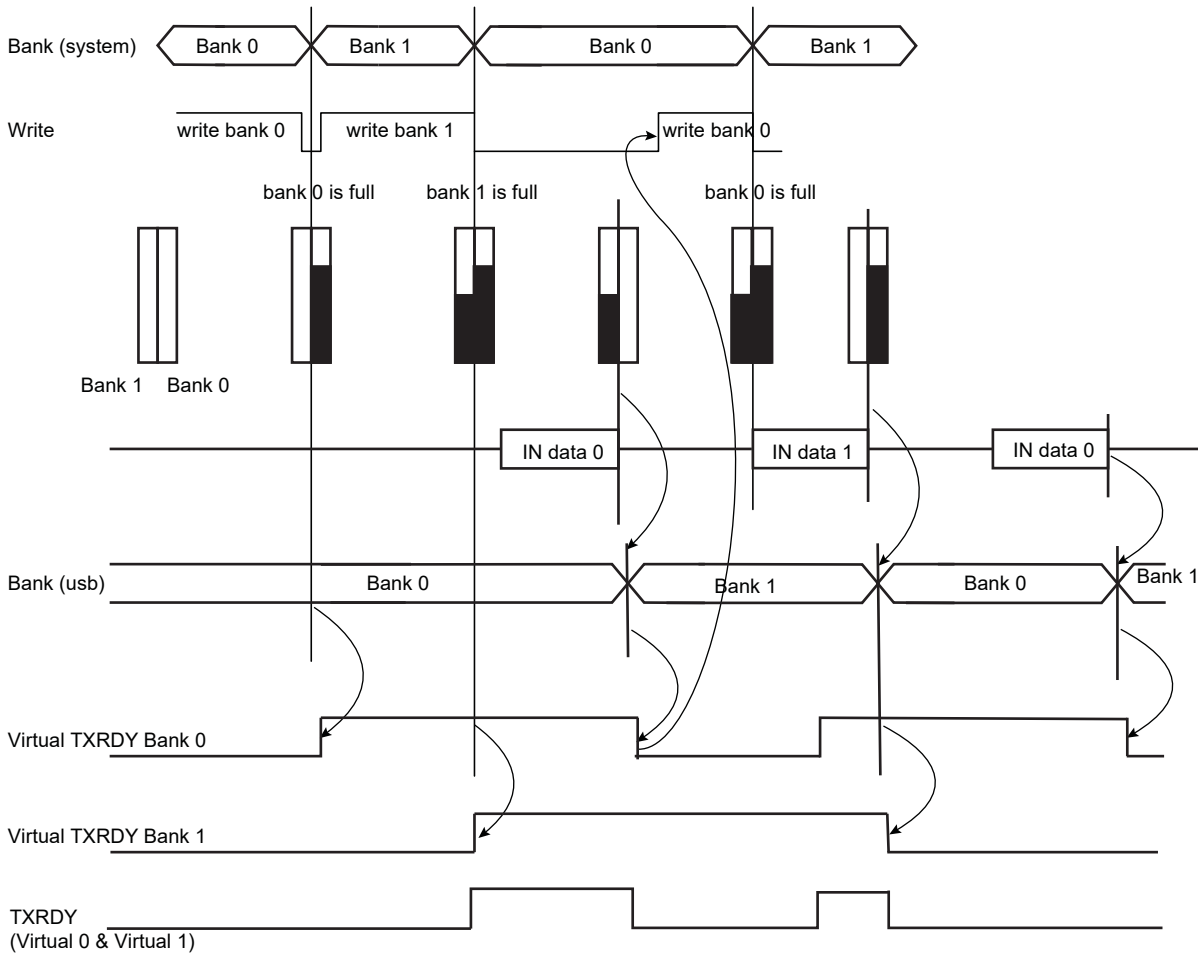 Bank (system)
Bank 0
Bank 1
Bank 0
Bank 1
Write
write bank 0
write bank 1
write bank 0
bank 0 is full
bank 1 is full
bank 0 is full
Bank 1
Bank 0
IN data 0
IN data 1
IN data 0
Bank (usb)
Bank 0
Bank 1
Bank 0
Bank 1
Virtual TXRDY Bank 0
Virtual TXRDY Bank 1
TXRDY
(Virtual 0 & Virtual 1)